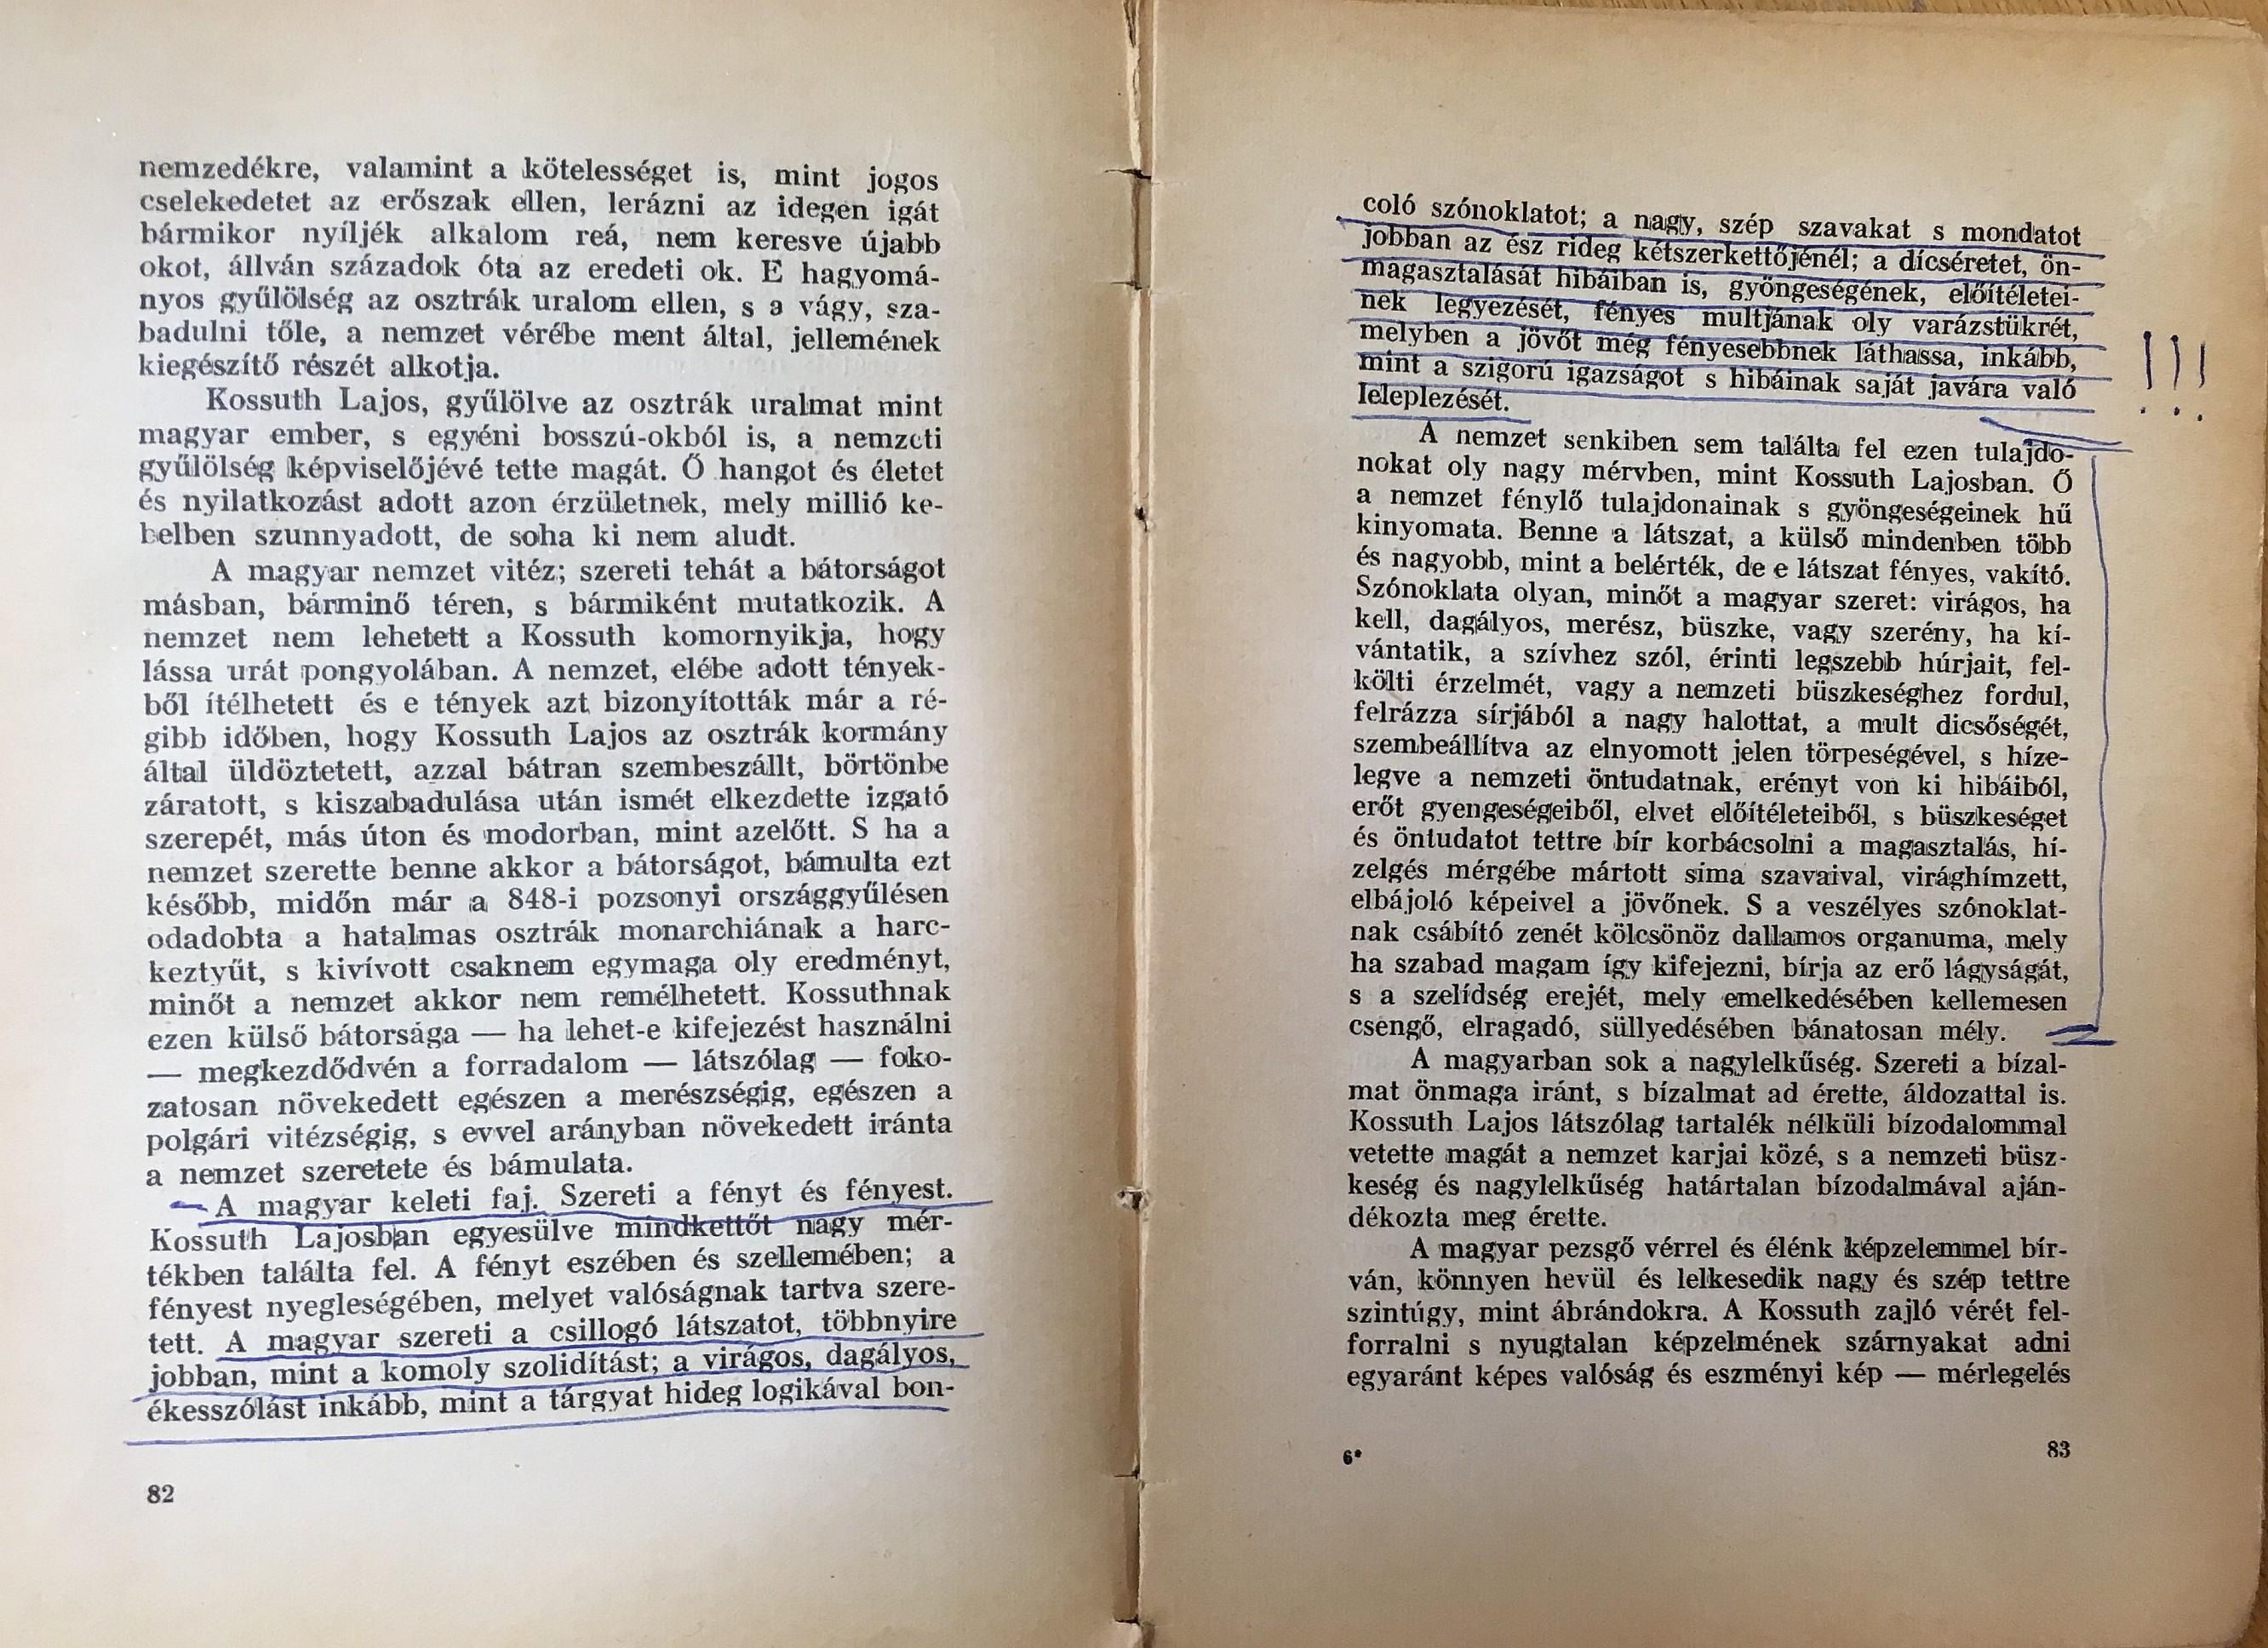 nemzedékre, valamint a kötelességet is, mint jogos
cselekedetet az erőszak ellen, lerázni az idegen igát
bármikor nyíljék alkalom reá, nem keresve újabb
okot, állván századok óta az eredeti ok. E hagyomá-
nyos gyűlölség az osztrák uralom ellen, s a vágy, sza-
badulni tőle, a nemzet vérébe ment által, jellemének
kiegészítő részét alkotja.
Kossuth Lajos, gyűlölve az osztrák uralmat mint
magyar ember, s egyéni bosszú-okból is, a nemzeti
gyűlölség képviselőjévé tette magát. Ő hangot és életet
és nyilatkozást adott azon érzületnek, mely millió ke-
belben szunnyadott, de soha ki nem aludt.
A magyar nemzet vitéz; szereti tehát a bátorságot
másban, bárminő téren, s bármiként mutatkozik. A
nemzet nem lehetett a Kossuth komornyikja, hogy
lássa urát pongyolában. A nemzet, elébe adott tények-
ből ítélhetett és e tények azt bizonyították már a ré-
gibb időben, hogy Kossuth Lajos az osztrák kormány
által üldöztetett, azzal bátran szembeszállt, börtönbe
záratott, s kiszabadulása után ismét elkezdette izgató
szerepét, más úton és modorban, mint azelőtt. S ha a
nemzet szerette benne akkor a bátorságot, bámulta ezt
később, midőn már a 848-i pozsonyi országgyűlésen
odadobta a hatalmas osztrák monarchiának a harc-
keztyűt, s kivívott csaknem egymaga oly eredményt,
minőt a nemzet akkor nem remélhetett. Kossuthnak
ezen külső bátorsága — ha lehet-e kifejezést használni
— megkezdődvén a forradalom — látszólag — foko-
zatosan növekedett egészen a merészségig, egészen a
polgári vitézségig, s evvel arányban növekedett iránta
a nemzet szeretete és bámulata.
A magyar keleti faj. Szereti a fényt és fényest.
Kossuth Lajosban egyesülve mindkettőt nagy mér-
tékben találta fel. A fényt eszében és szellemében; a
fényest nyegleségében, melyet valóságnak tartva szere-
tett. A magyar szereti a csillogó látszatot, többnyire
jobban, mint a komoly szolidítást; a virágos, dagályos,
ékesszólást inkább, mint a tárgyat hideg logikával bon-
82
coló szónoklatot; a nagy, szép szavakat s mondatot
jobban az ész rideg kétszerkettőjénél; a dícséretet, ön-
magasztalását hibáiban is, gyöngeségének, előítéletei-
nek legyezését, fényes multjának oly varázstükrét,
melyben a jövőt még fényesebbnek láthassa, inkább,
mint a szigorú igazságot s hibáinak saját javára való
leleplezését.
!!!
A nemzet senkiben sem találta fel ezen tulajdo-
nokat oly nagy mérvben, mint Kossuth Lajosban. Ő
a nemzet fénylő tulajdonainak s gyöngeségeinek hű
kinyomata. Benne a látszat, a külső mindenben több
és nagyobb, mint a belérték, de e látszat fényes, vakító.
Szónoklata olyan, minőt a magyar szeret: virágos, ha
kell, dagályos, merész, büszke, vagy szerény, ha kí-
vántatik, a szívhez szól, érinti legszebb húrjait, fel-
költi érzelmét, vagy a nemzeti büszkeséghez fordul,
felrázza sírjából a nagy halottat, a mult dicsőségét,
szembeállítva az elnyomott jelen törpeségével, s híze-
legve a nemzeti öntudatnak, erényt von ki hibáiból,
erőt gyengeségeiből, elvet előítéleteiből, s büszkeséget
és öntudatot tettre bír korbácsolni a magasztalás, hí-
zelgés mérgébe mártott sima szavaival, virághímzett,
elbájoló képeivel a jövőnek. S a veszélyes szónoklat-
nak csábító zenét kölcsönöz dallamos organuma, mely
ha szabad magam így kifejezni, bírja az erő lágyságát,
s a szelídség erejét, mely emelkedésében kellemesen
csengő, elragadó, süllyedésében bánatosan mély.
A magyarban sok a nagylelkűség. Szereti a bízal-
mat önmaga iránt, s bízalmat ad érette, áldozattal is.
Kossuth Lajos látszólag tartalék nélküli bízodalommal
vetette magát a nemzet karjai közé, s a nemzeti büsz-
keség és nagylelkűség határtalan bízodalmával aján-
dékozta meg érette.
A magyar pezsgő vérrel és élénk képzelemmel bír-
ván, könnyen hevül és lelkesedik nagy és szép tettre
szintúgy, mint ábrándokra. A Kossuth zajló vérét fel-
forralni s nyugtalan képzelmének szárnyakat adni
egyaránt képes valóság és eszményi kép — mérlegelés
6*
83